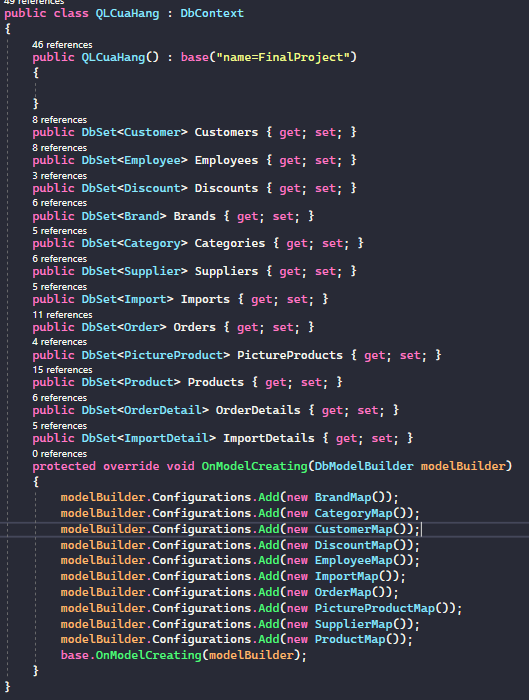 49 references
public class QLCuaHang : DbContext
{
46 references
public QLCuaHang() : base("name=FinalProject")
{
}
8 references
public DbSet<Customer> Customers { get; set; }
8 references
public DbSet<Employee> Employees { get; set; }
3 references
public DbSet<Discount> Discounts { get; set; }
6 references
public DbSet<Brand> Brands { get; set; }
5 references
public DbSet<Category> Categories { get; set; }
6 references
public DbSet<Supplier> Suppliers { get; set; }
5 references
public DbSet<Import> Imports { get; set; }
11 references
public DbSet<Order> Orders { get; set; }
4 references
public DbSet<PictureProduct> PictureProducts { get; set; }
15 references
public DbSet<Product> Products { get; set; }
6 references
public DbSet<OrderDetail> OrderDetails { get; set; }
5 references
public DbSet<ImportDetail> ImportDetails { get; set; }
0 references
protected override void OnModelCreating(DbModelBuilder modelBuilder)
{
modelBuilder.Configurations.Add(new BrandMap());
modelBuilder.Configurations.Add(new CategoryMap());
modelBuilder.Configurations.Add(new CustomerMap());
modelBuilder.Configurations.Add(new DiscountMap());
modelBuilder.Configurations.Add(new EmployeeMap());
modelBuilder.Configurations.Add(new ImportMap());
modelBuilder.Configurations.Add(new OrderMap());
modelBuilder.Configurations.Add(new PictureProductMap());
modelBuilder.Configurations.Add(new SupplierMap());
modelBuilder.Configurations.Add(new ProductMap());
base.OnModelCreating(modelBuilder);
}
}